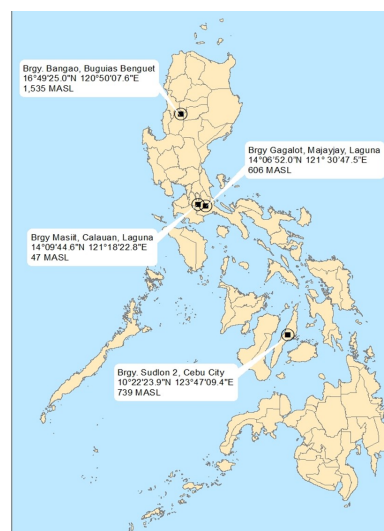 Brgy. Bangao, Buguias Benguet
16°49'25.0"N 120°50'07.6"E
1,535 MASL
Brgy Gagalot, Majayjay, Laguna
14°06'52.0"N 121° 30'47.5"E
606 MASL
Brgy Masiit, Calauan, Laguna
14°09'44.6"N 121°18'22.8"E
47 MASL
Brgy. Sudlon 2, Cebu City
10°22'23.9"N 123°47'09.4"E
739 MASL